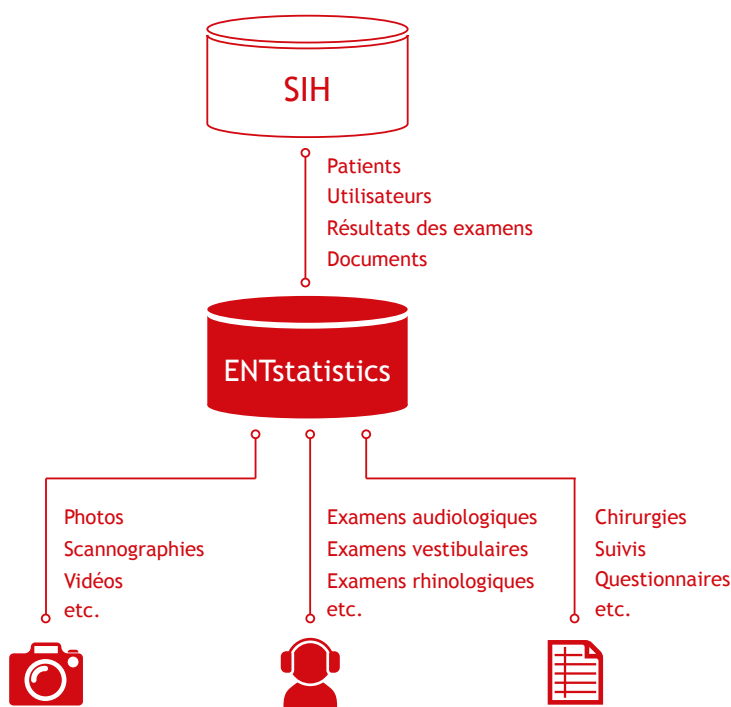 SIH
Patients
Utilisateurs
Résultats des examens
Documents
ENTstatistics
Photos
Scannographies
Vidéos
etc.
Examens audiologiques
Examens vestibulaires
Examens rhinologiques
etc.
Chirurgies
Suivis
Questionnaires
etc.